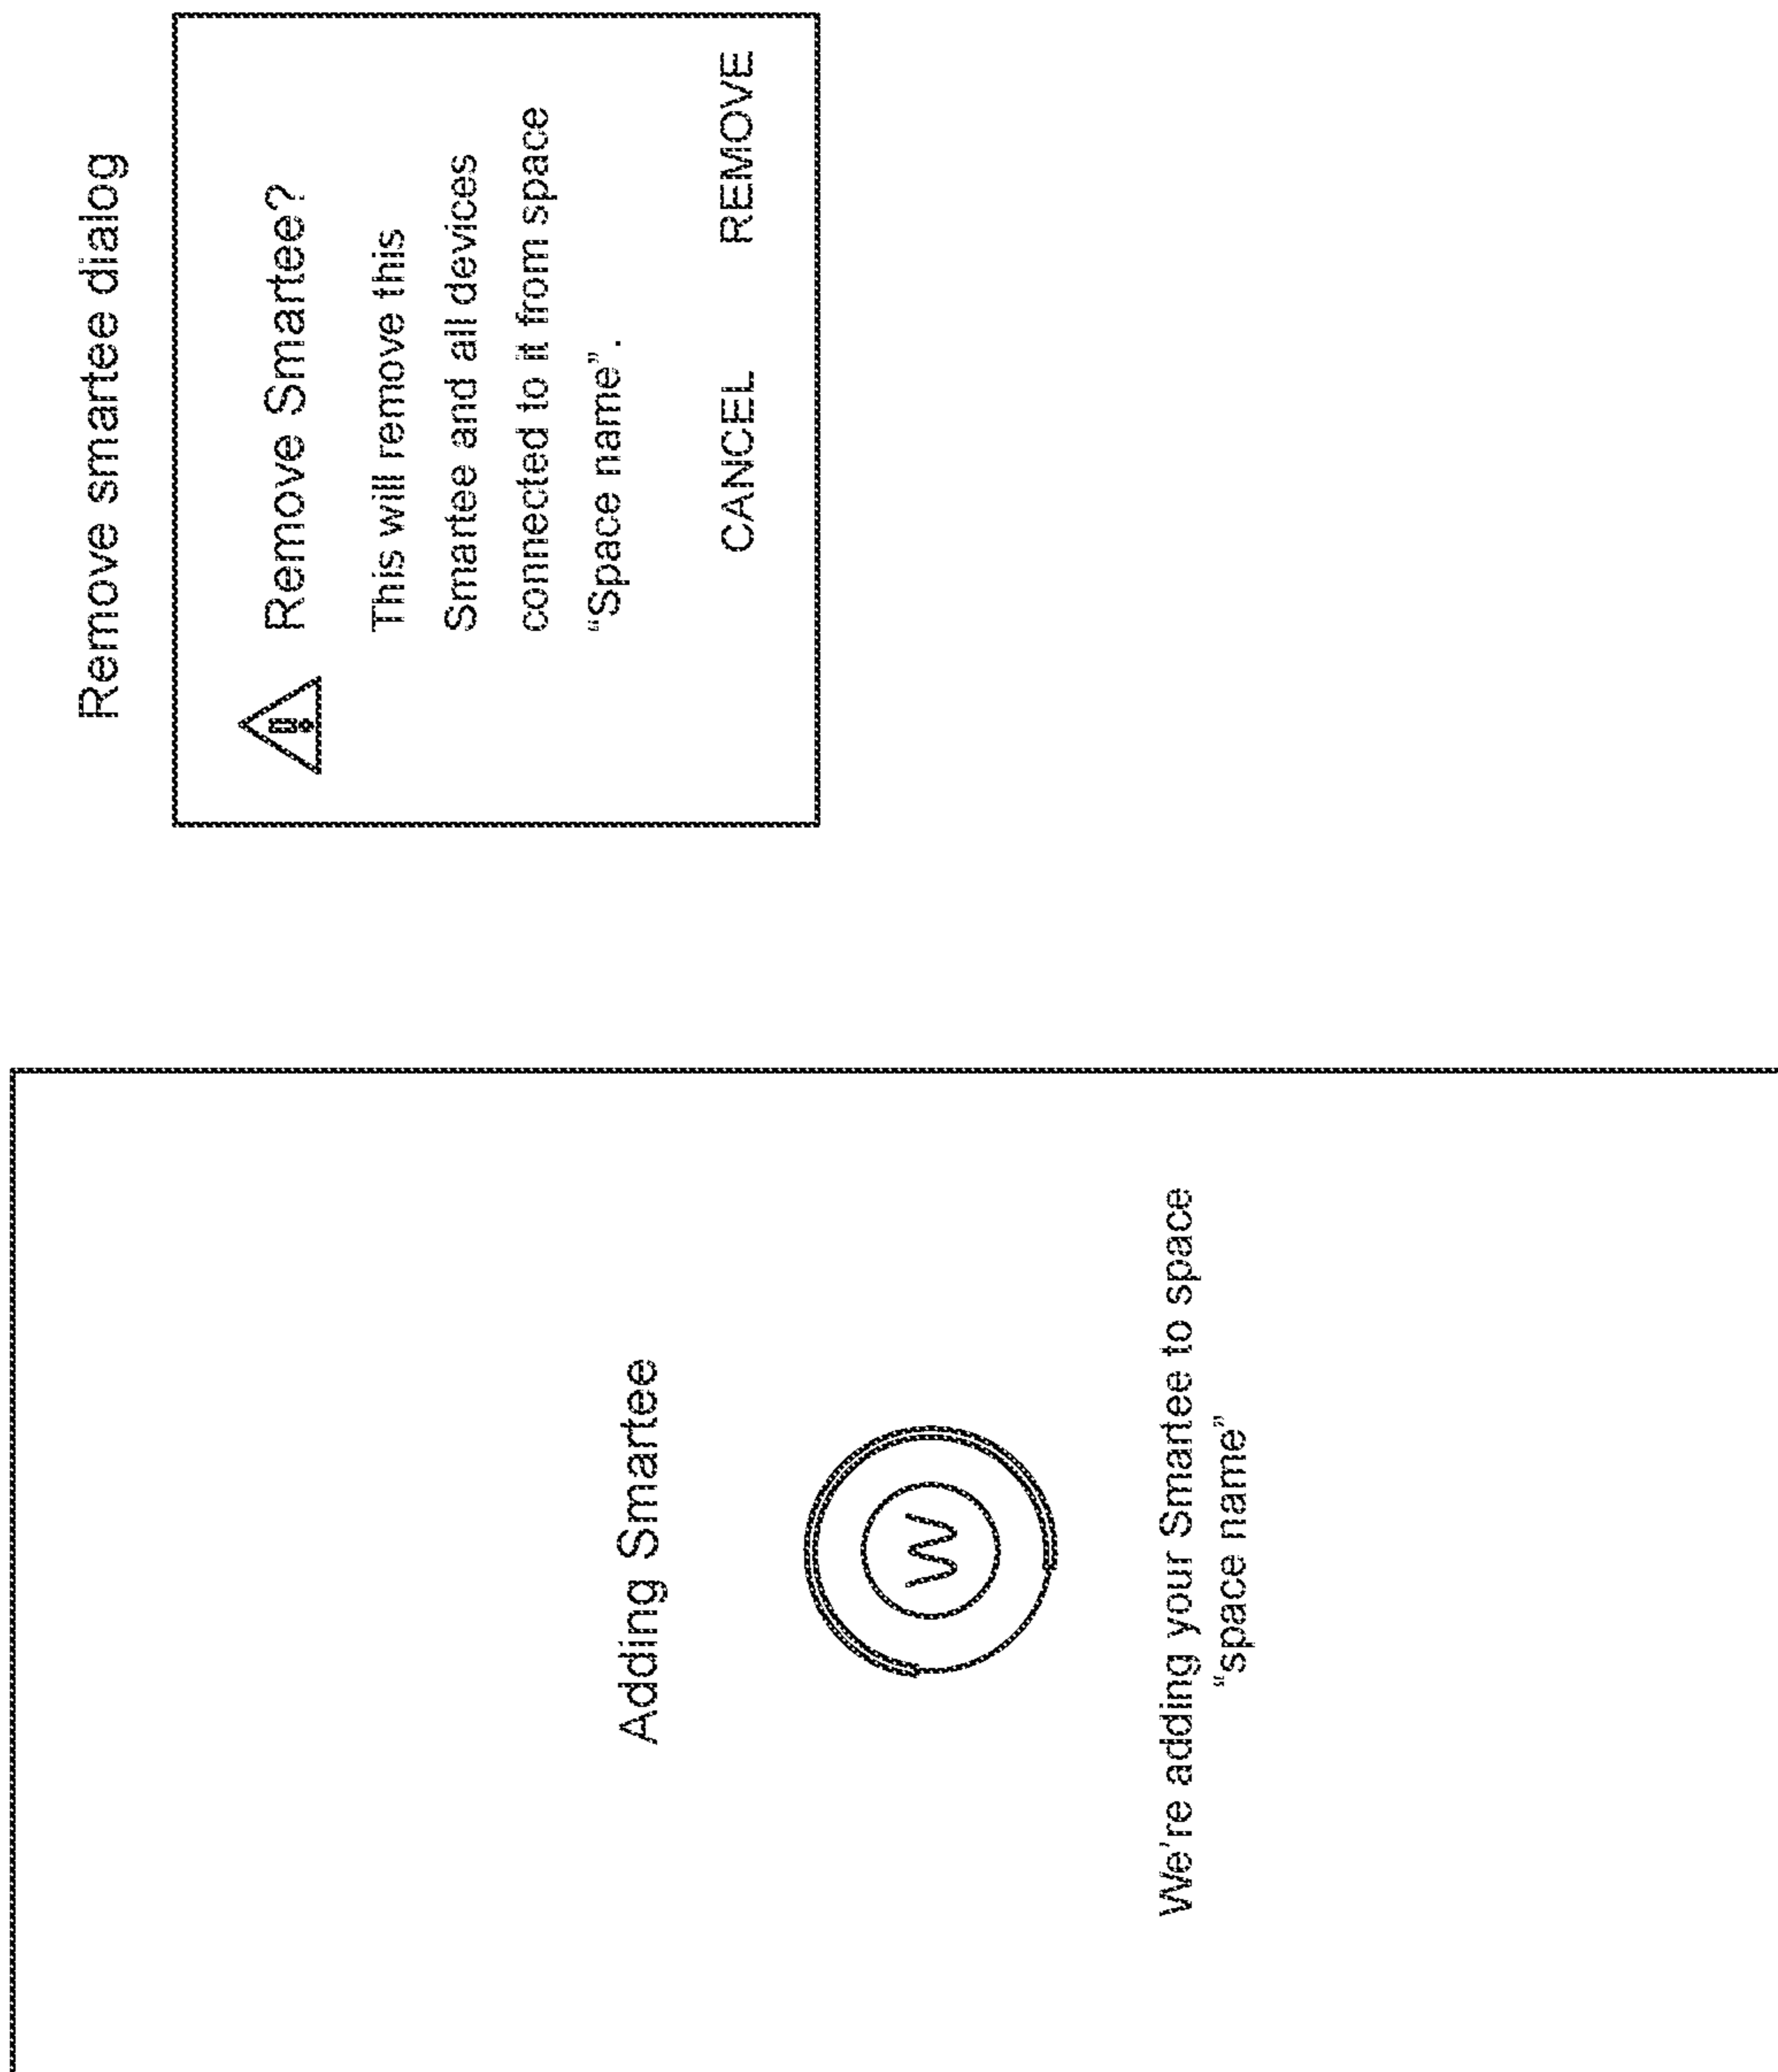 Adding Smartee
W
We're adding your Smartee to space
“space name”
Remove smartee dialog
Remove Smartee?
This will remove this
Smartee and all devices
connected to it from space
“Space name”.
CANCEL REMOVE